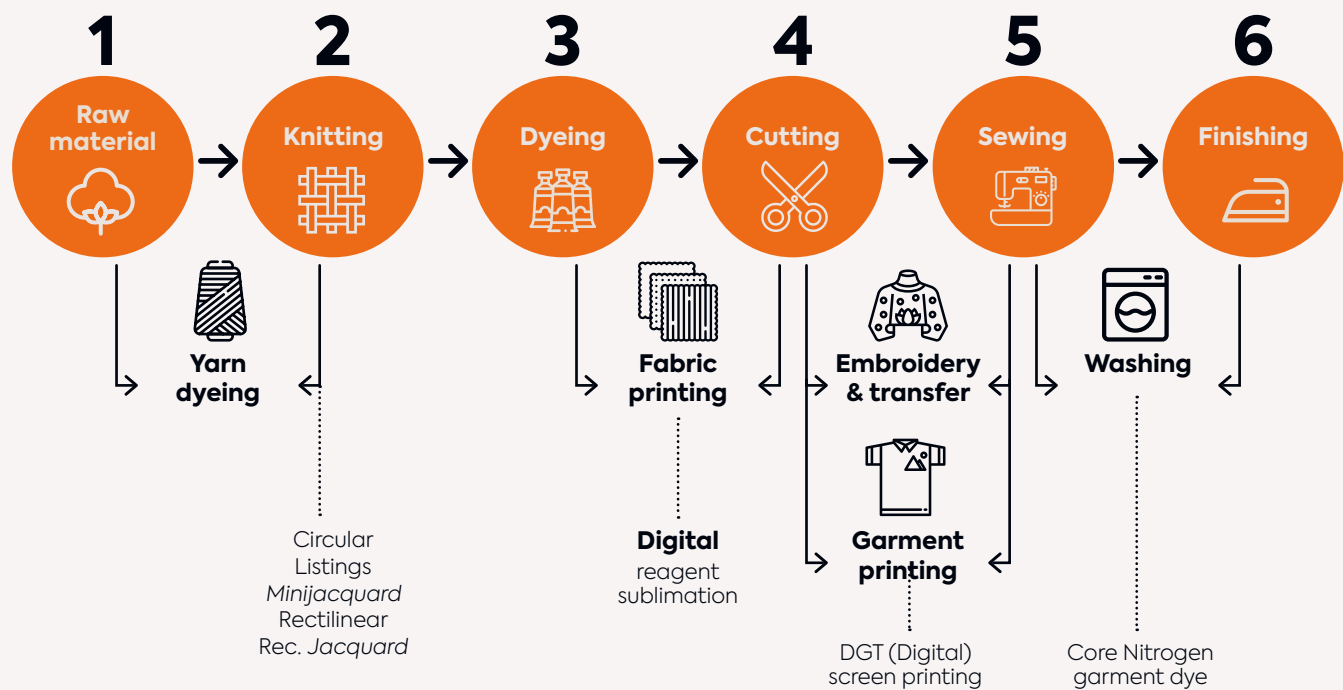 1
2
3
4
5
6
Raw
material
Knitting
Dyeing
Cutting
Sewing
Finishing
Yarn
dyeing
Fabric
printing
Embroidery
& transfer
Washing
Garment
printing
Circular
Listings
Minijacquard
Rectilinear
Rec. Jacquard
Digital
reagent
sublimation
DGT (Digital)
screen printing
Core Nitrogen
garment dye